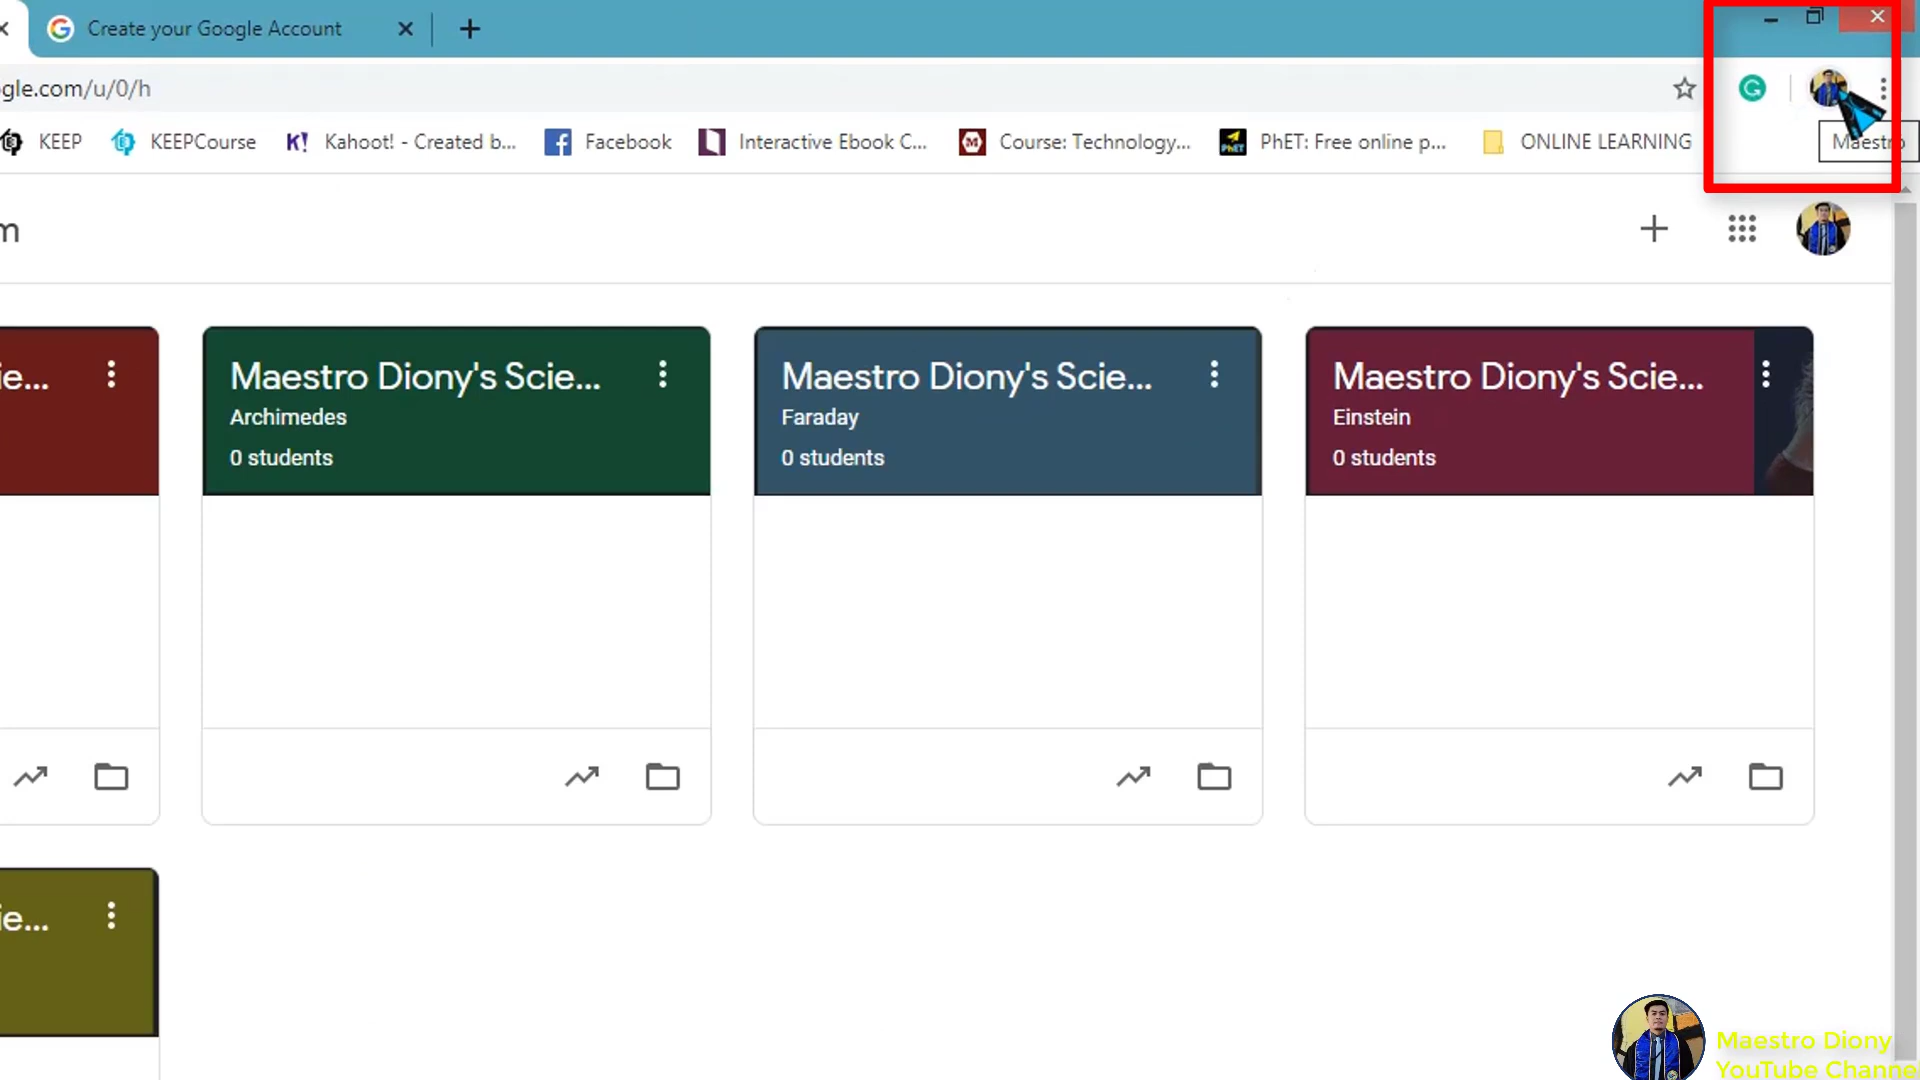 Create your Google Account
gle.com/u/0/h
KEEP KEEPCourse K! Kahoot! - Created b... Facebook Interactive Ebook C... Course: Technology... PhET: Free online p... ONLINE LEARNING Maestro
m
ie...
Maestro Diony's Scie...
Archimedes
0 students
Maestro Diony's Scie...
Faraday
0 students
Maestro Diony's Scie...
Einstein
0 students
ie...
Maestro Diony
YouTube Channe